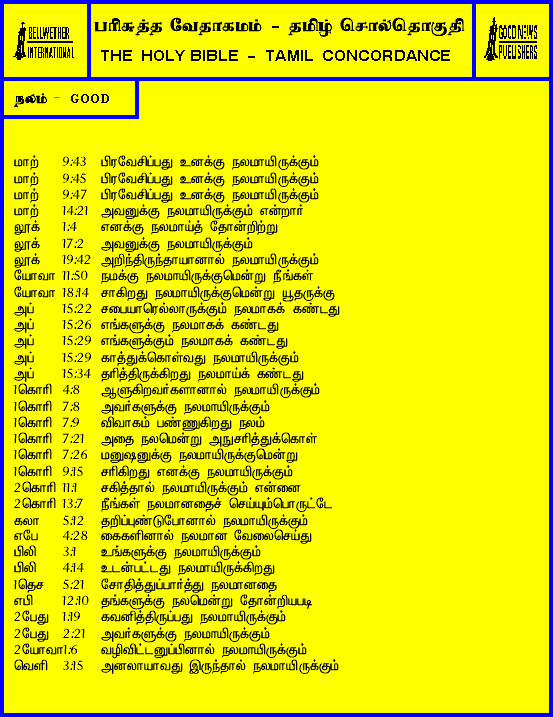 BELLWETHER
INTERNATIONAL
பரிசுத்த வேதாகமம் - தமிழ் சொல்தொகுதி
THE HOLY BIBLE - TAMIL CONCORDANCE
GOOD NEWS
PUBLISHERS
நலம் - GOOD
மாற் 9:43 பிரவேசிப்பது உனக்கு நலமாயிருக்கும்
மாற் 9:45 பிரவேசிப்பது உனக்கு நலமாயிருக்கும்
மாற் 9:47 பிரவேசிப்பது உனக்கு நலமாயிருக்கும்
மாற் 14:21 அவனுக்கு நலமாயிருக்கும் என்றார்
லூக் 1:4 எனக்கு நலமாய்த் தோன்றிற்று
லூக் 17:2 அவனுக்கு நலமாயிருக்கும்
லூக் 19:42 அறிந்திருந்தாயானால் நலமாயிருக்கும்
யோவா 11:50 நமக்கு நலமாயிருக்குமென்று நீங்கள்
யோவா 18:14 சாகிறது நலமாயிருக்குமென்று யூதருக்கு
அப் 15:22 சபையாரெல்லாருக்கும் நலமாகக் கண்டது
அப் 15:26 எங்களுக்கு நலமாகக் கண்டது
அப் 15:29 எங்களுக்கும் நலமாகக் கண்டது
அப் 15:29 காத்துக்கொள்வது நலமாயிருக்கும்
அப் 15:34 தரித்திருக்கிறது நலமாய்க் கண்டது
1கொரி 4:8 ஆளுகிறவர்களானால் நலமாயிருக்கும்
1கொரி 7:8 அவர்களுக்கு நலமாயிருக்கும்
1கொரி 7:9 விவாகம் பண்ணுகிறது நலம்
1கொரி 7:21 அதை நலமென்று அநுசரித்துக்கொள்
1கொரி 7:26 மனுஷனுக்கு நலமாயிருக்குமென்று
1கொரி 9:15 சாகிறது எனக்கு நலமாயிருக்கும்
2கொரி 11:1 சகித்தால் நலமாயிருக்கும் என்னை
2கொரி 13:7 நீங்கள் நலமானதைச் செய்யும்பொருட்டே
கலா 5:12 தறிப்புண்டுபோனால் நலமாயிருக்கும்
எபே 4:28 கைகளினால் நலமான வேலைசெய்து
பிலி 3:1 உங்களுக்கு நலமாயிருக்கும்
பிலி 4:14 உடன்பட்டது நலமாயிருக்கிறது
1தெச 5:21 சோதித்துப்பார்த்து நலமானதை
எபி 12:10 தங்களுக்கு நலமென்று தோன்றியபடி
2பேது 1:19 கவனித்திருப்பது நலமாயிருக்கும்
2பேது 2:21 அவர்களுக்கு நலமாயிருக்கும்
2யோவா1:6 வழிவிட்டனுப்பினால் நலமாயிருக்கும்
வெளி 3:15 அனலாயாவது இருந்தால் நலமாயிருக்கும்